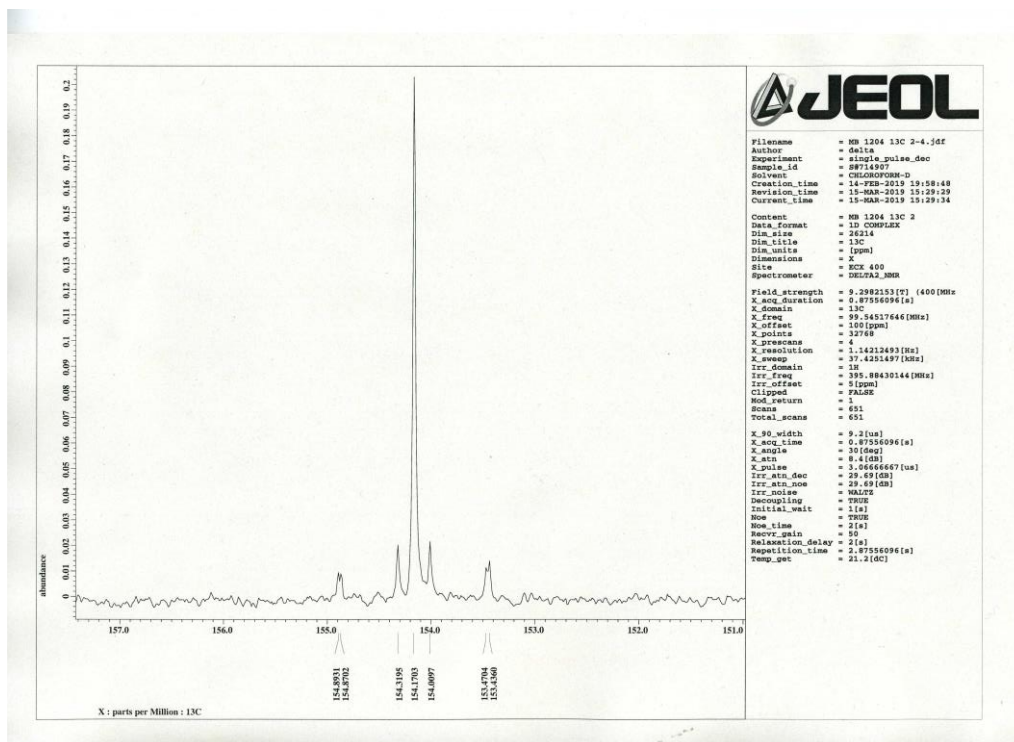 JEOL
Filename = MB 1204 13C 2-4.jdf
Author = delta
Experiment = single_pulse_dec
Sample_id = S#714907
Solvent = CHLOROFORM-D
Creation_time = 14-FEB-2019 19:58:48
Revision_time = 15-MAR-2019 15:29:29
Current_time = 15-MAR-2019 15:29:34
Content = MB 1204 13C 2
Data_format = 1D COMPLEX
Dim_size = 26214
Dim_title = 13C
Dim_units = [ppm]
Dimensions = X
Site = ECX 400
Spectrometer = DELTA2_NMR
Field_strength = 9.2982153[T] (400[MHz
X_acq_duration = 0.87556096[s]
X_domain = 13C
X_freq = 99.54517646[MHz]
X_offset = 100[ppm]
X_points = 32768
X_prescans = 4
X_resolution = 1.14212493[Hz]
X_sweep = 37.4251497[kHz]
Irr_domain = 1H
Irr_freq = 395.88430144[MHz]
Irr_offset = 5[ppm]
Clipped = FALSE
Mod_return = 1
Scans = 651
Total_scans = 651
X_90_width = 9.2[us]
X_acq_time = 0.87556096[s]
X_angle = 30[deg]
X_atn = 8.4[dB]
X_pulse = 3.06666667[us]
Irr_atn_dec = 29.69[dB]
Irr_atn_noe = 29.69[dB]
Irr_noise = WALTZ
Decoupling = TRUE
Initial_wait = 1[s]
Noe = TRUE
Noe_time = 2[s]
Recvr_gain = 50
Relaxation_delay = 2[s]
Repetition_time = 2.87556096[s]
Temp_get = 21.2[dC]
abundance
0 0.01 0.02 0.03 0.04 0.05 0.06 0.07 0.08 0.09 0.1 0.11 0.12 0.13 0.14 0.15 0.16 0.17 0.18 0.19 0.2
157.0 156.0 155.0 154.0 153.0 152.0 151.0
154.8931
154.8702
154.3195
154.1703
154.0097
153.4704
153.4360
X : parts per Million : 13C